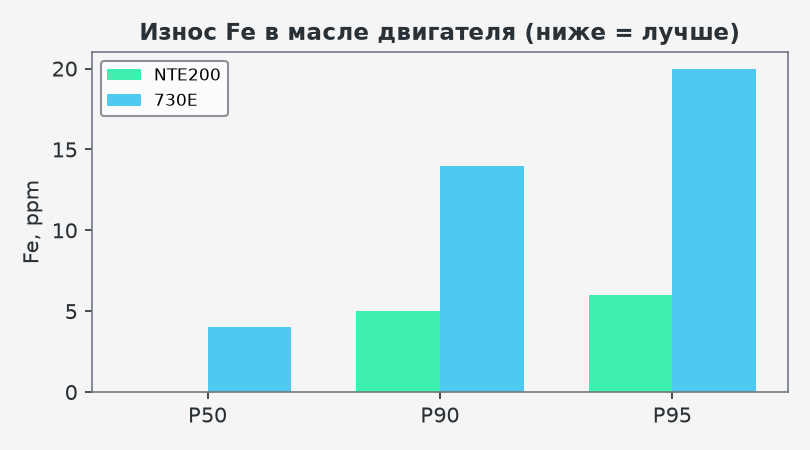 Износ Fe в масле двигателя (ниже = лучше)
NTE200
730E
Fe, ppm
20
15
10
5
0
P50 P90 P95